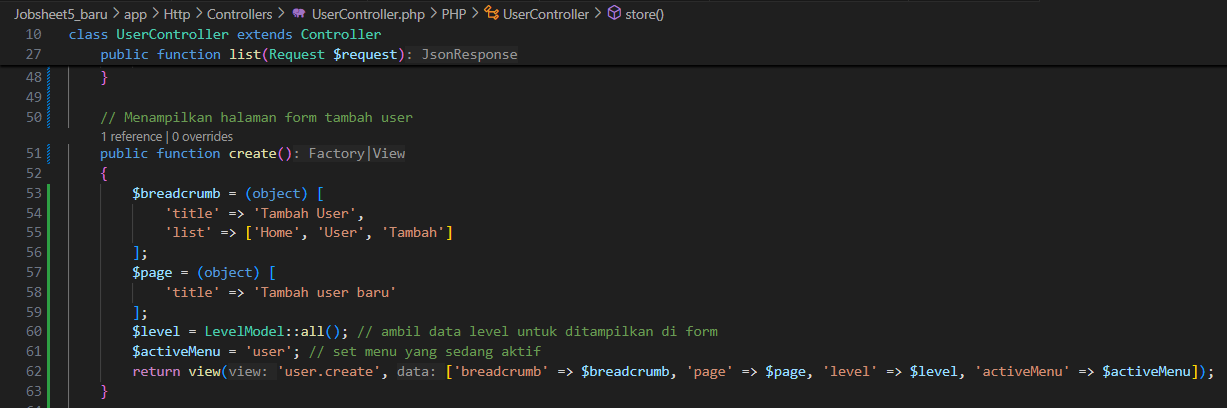 Jobsheet5_baru > app > Http > Controllers > UserController.php > PHP > UserController > store()
10 class UserController extends Controller
27 public function list(Request $request): JsonResponse
48 }
49
50 // Menampilkan halaman form tambah user
1 reference | 0 overrides
51 public function create(): Factory|View
52 {
53 $breadcrumb = (object) [
54 'title' => 'Tambah User',
55 'list' => ['Home', 'User', 'Tambah']
56 ];
57 $page = (object) [
58 'title' => 'Tambah user baru'
59 ];
60 $level = LevelModel::all(); // ambil data level untuk ditampilkan di form
61 $activeMenu = 'user'; // set menu yang sedang aktif
62 return view(view: 'user.create', data: ['breadcrumb' => $breadcrumb, 'page' => $page, 'level' => $level, 'activeMenu' => $activeMenu]);
63 }